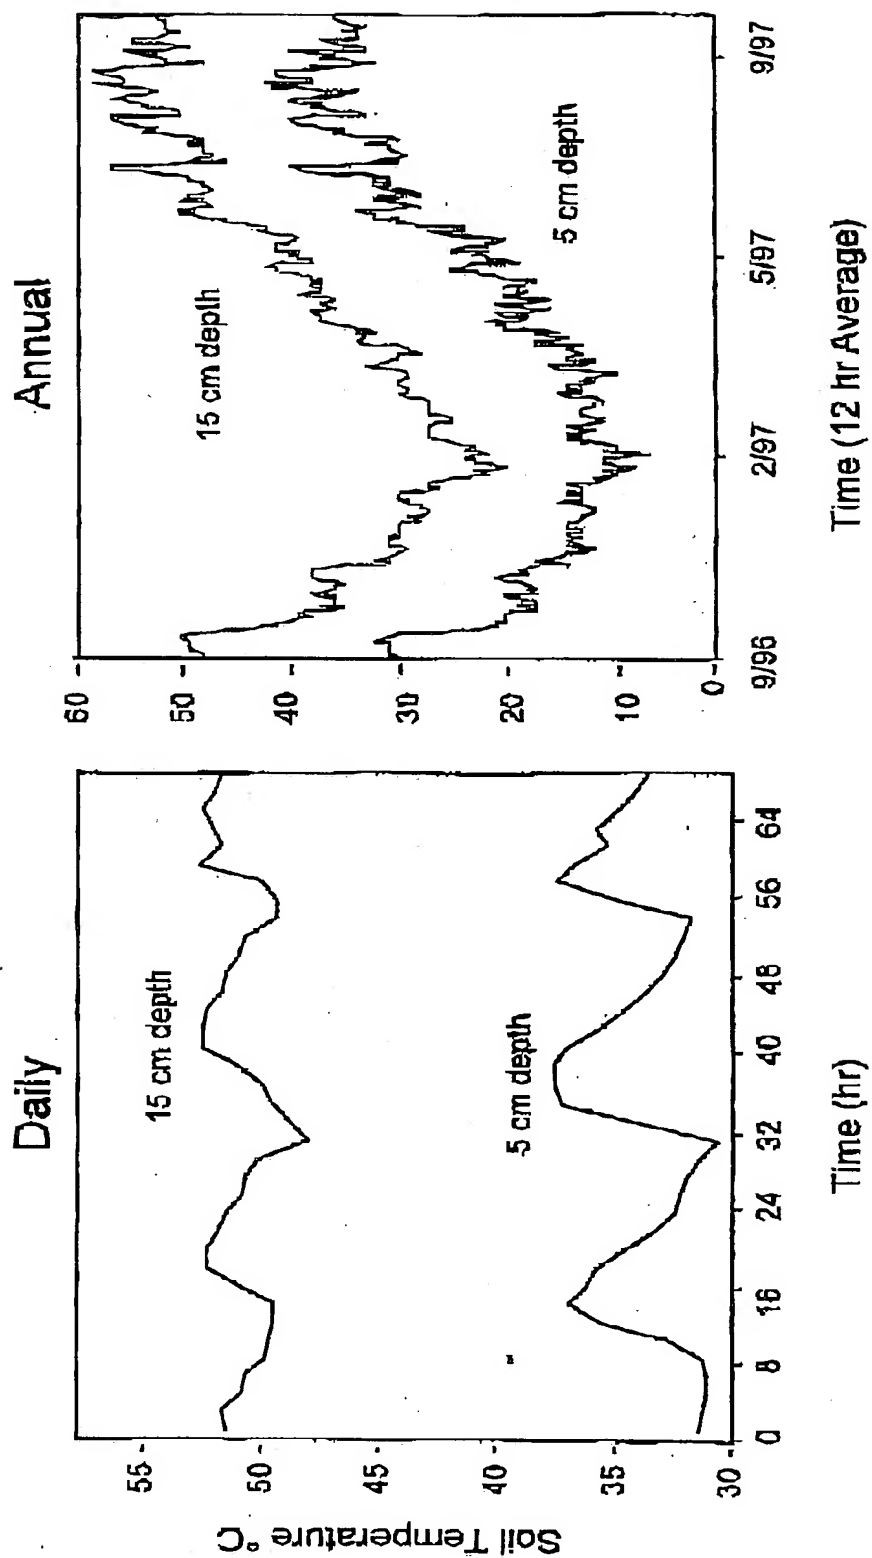 Daily
Soil Temperature °C
55
50
45
40
35
30
15 cm depth
5 cm depth
0
8
16
24
32
40
48
56
64
Time (hr)
Annual
60
50
40
30
20
10
0
15 cm depth
5 cm depth
9/96
2/97
5/97
9/97
Time (12 hr Average)